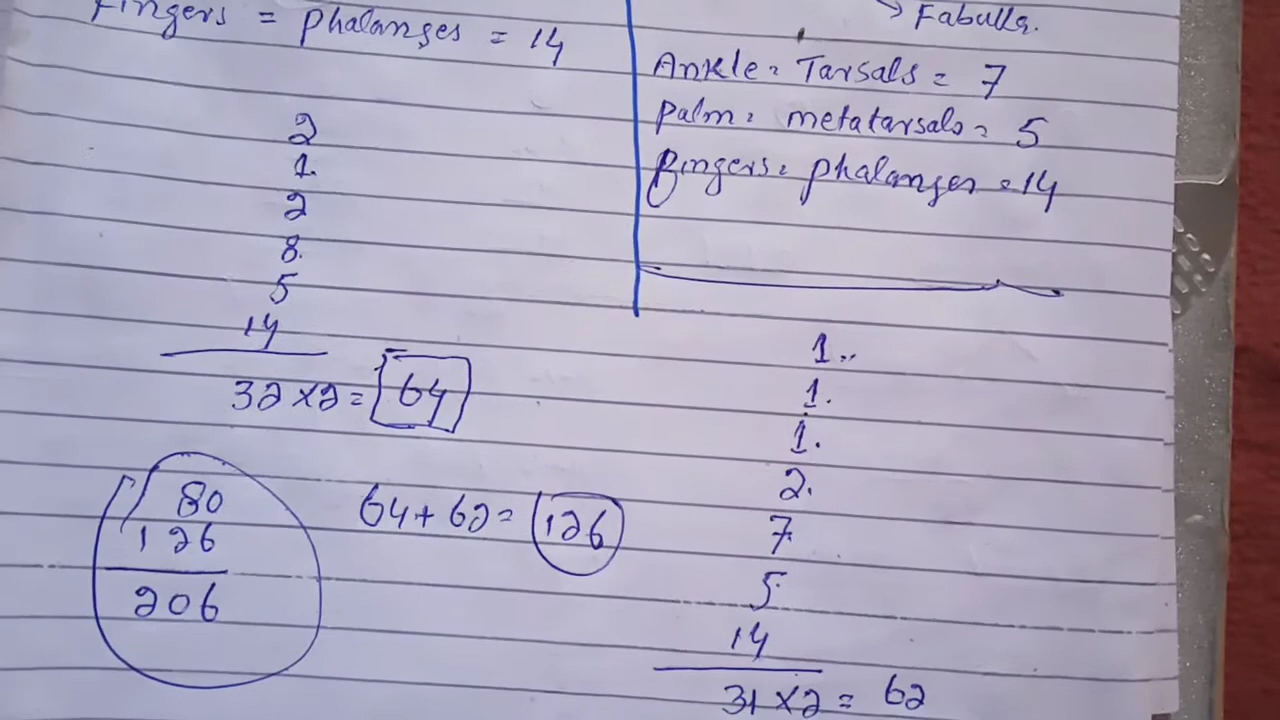 Fingers = Phalanges = 14
2
1.
2
8.
5
14
32 x 2 = 64
80
126
206
64 + 62 = 126
→ Fabulla.
Ankle = Tarsals = 7
Palm = metatarsals = 5
Fingers = Phalanges = 14
1..
1.
1.
2.
7
5
14
31 x 2 = 62